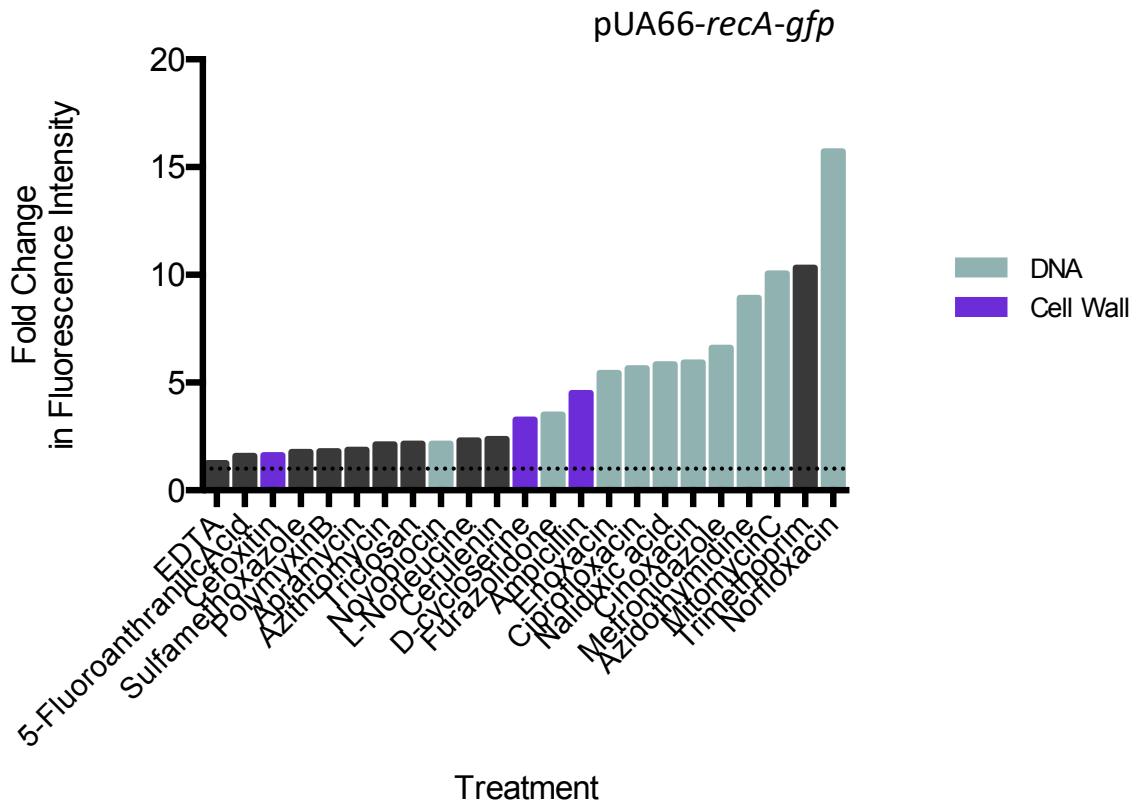 pUA66-recA-gfp
20
15
10
5
0
Fold Change
in Fluorescence Intensity
DNA
Cell Wall
EDTA
5-FluoroanthranilicAcid
Cefoxitin
Sulfamethoxazole
PolymyxinB
Apramycin
Azithromycin
Triclosan
Novobiocin
L-Norleucine
Cerulenin
D-cycloserine
Furazolidone
Ampicillin
Enoxacin
Ciprofloxacin
Nalidixic acid
Cinoxacin
Metronidazole
Azidothymidine
MitomycinC
Trimethoprim
Norfloxacin
Treatment